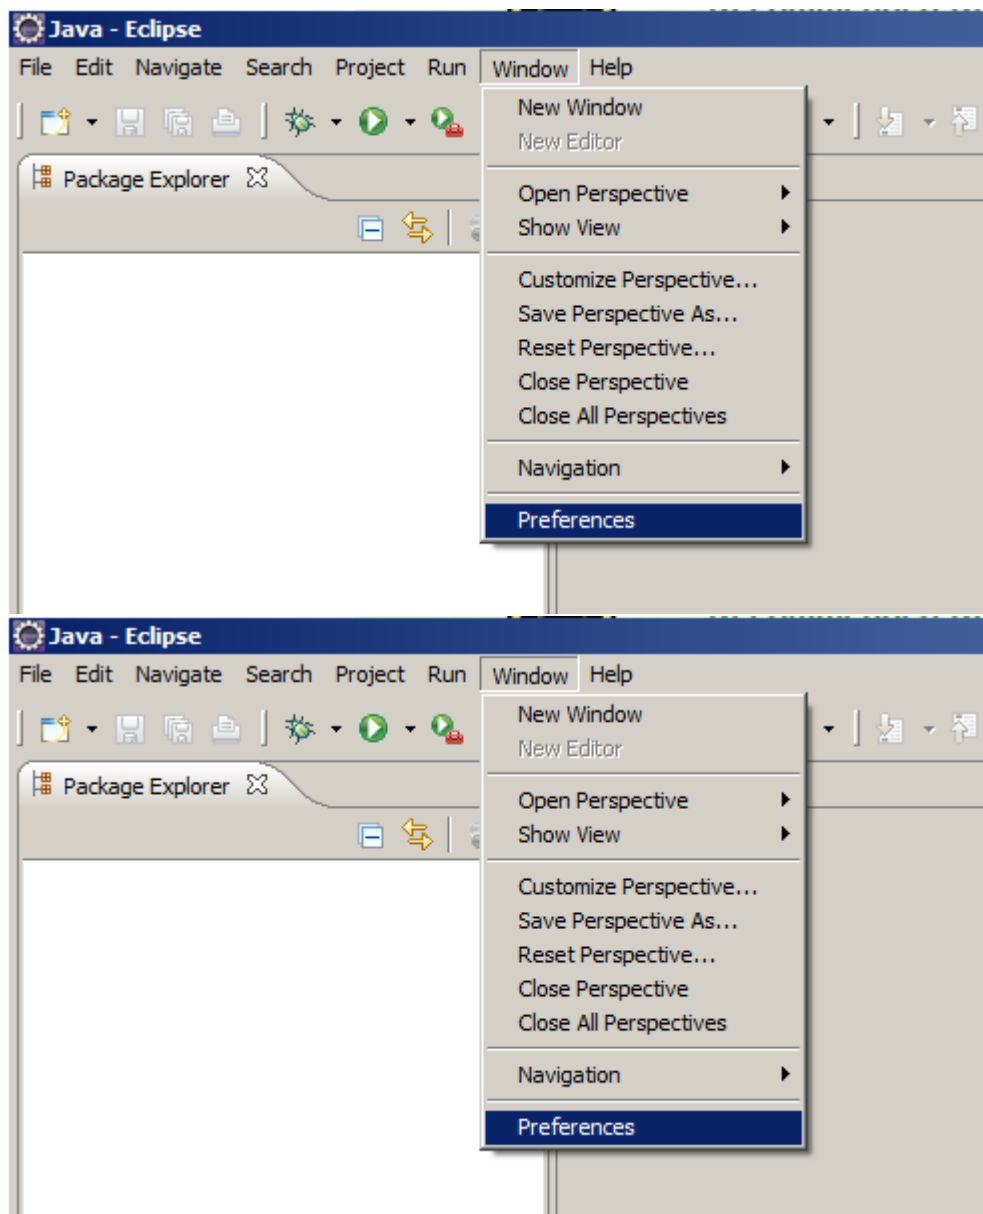 Java - Eclipse
File Edit Navigate Search Project Run Window Help
New Window
New Editor
Package Explorer
Open Perspective
Show View
Customize Perspective...
Save Perspective As...
Reset Perspective...
Close Perspective
Close All Perspectives
Navigation
Preferences
Java - Eclipse
File Edit Navigate Search Project Run Window Help
New Window
New Editor
Package Explorer
Open Perspective
Show View
Customize Perspective...
Save Perspective As...
Reset Perspective...
Close Perspective
Close All Perspectives
Navigation
Preferences